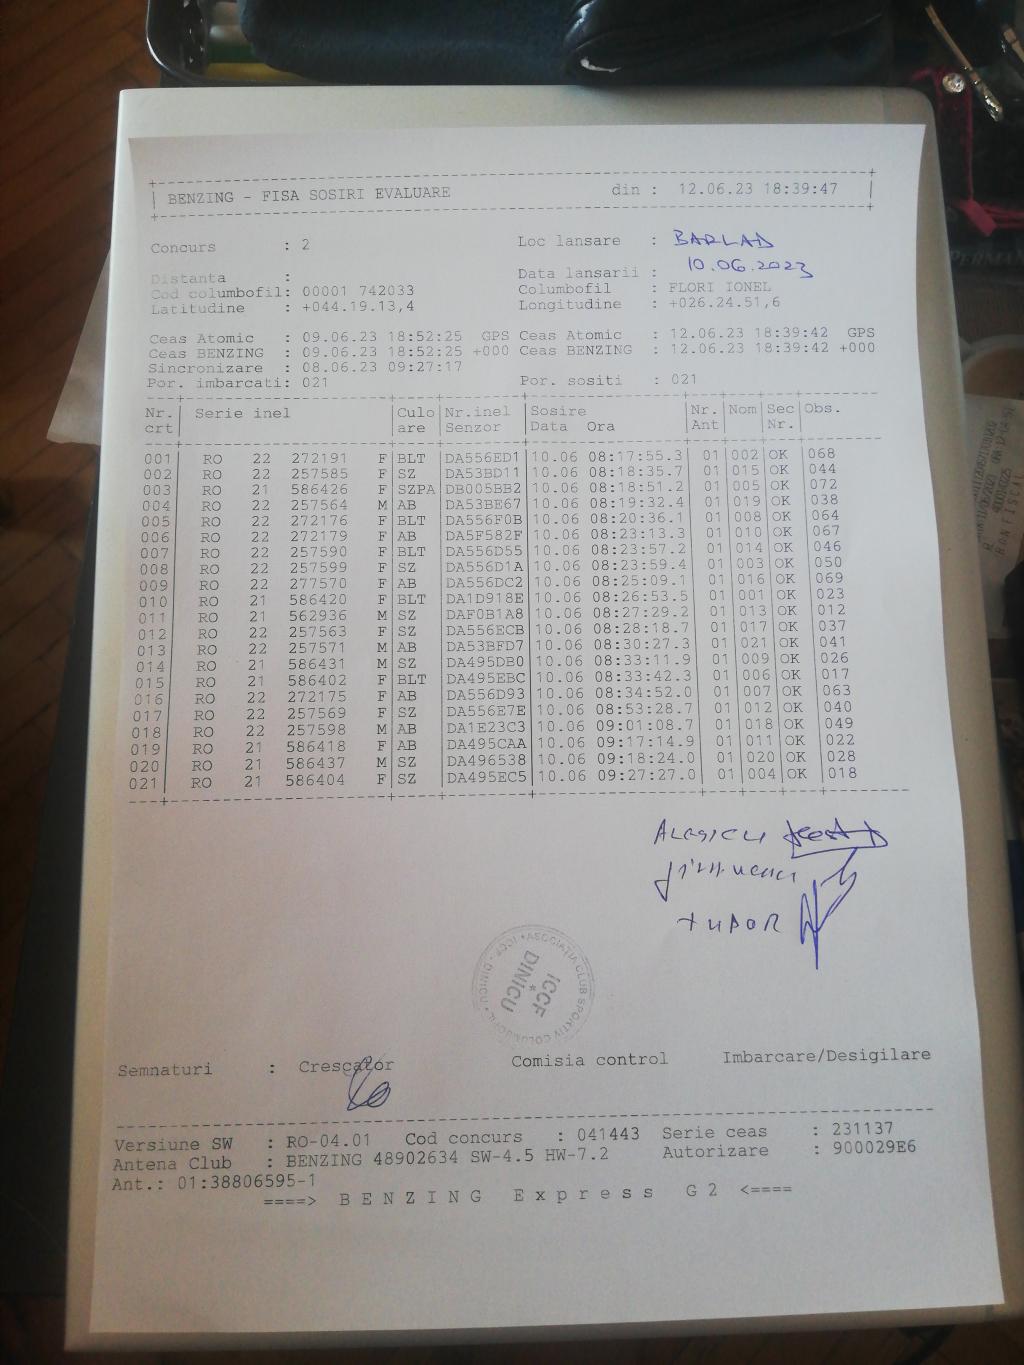 BENZING - FISA SOSIRI EVALUARE din : 12.06.23 18:39:47
Concurs : 2 Loc lansare : BARLAD
Distanta : Data lansarii : 10.06.2023
Cod columbofil: 00001 742033 Columbofil : FLORI IONEL
Latitudine : +044.19.13,4 Longitudine : +026.24.51,6
Ceas Atomic : 09.06.23 18:52:25 GPS Ceas Atomic : 12.06.23 18:39:42 GPS
Ceas BENZING : 09.06.23 18:52:25 +000 Ceas BENZING : 12.06.23 18:39:42 +000
Sincronizare : 08.06.23 09:27:17
Por. imbarcati: 021 Por. sositi : 021
Nr. Serie inel Culo Nr.inel Sosire Nr. Nom Sec Obs.
crt are Senzor Data Ora Ant Nr.
001 RO 22 272191 F BLT DA556ED1 10.06 08:17:55.3 01 002 OK 068
002 RO 22 257585 F SZ DA53BD11 10.06 08:18:35.7 01 015 OK 044
003 RO 21 586426 F SZPA DB005BB2 10.06 08:18:51.2 01 005 OK 072
004 RO 22 257564 M AB DA53BE67 10.06 08:19:32.4 01 019 OK 038
005 RO 22 272176 F BLT DA556F0B 10.06 08:20:36.1 01 008 OK 064
006 RO 22 272179 F AB DA5F582F 10.06 08:23:13.3 01 010 OK 067
007 RO 22 257590 F BLT DA556D55 10.06 08:23:57.2 01 014 OK 046
008 RO 22 257599 F SZ DA556D1A 10.06 08:23:59.4 01 003 OK 050
009 RO 22 277570 F AB DA556DC2 10.06 08:25:09.1 01 016 OK 069
010 RO 21 586420 F BLT DA1D918E 10.06 08:26:53.5 01 001 OK 023
011 RO 21 562936 M SZ DAF0B1A8 10.06 08:27:29.2 01 013 OK 012
012 RO 22 257563 F SZ DA556ECB 10.06 08:28:18.7 01 017 OK 037
013 RO 22 257571 M AB DA53BFD7 10.06 08:30:27.3 01 021 OK 041
014 RO 21 586431 M SZ DA495DB0 10.06 08:33:11.9 01 009 OK 026
015 RO 21 586402 F BLT DA495EBC 10.06 08:33:42.3 01 006 OK 017
016 RO 22 272175 F AB DA556D93 10.06 08:34:52.0 01 007 OK 063
017 RO 22 257569 F SZ DA556E7E 10.06 08:53:28.7 01 012 OK 040
018 RO 22 257598 M AB DA1E23C3 10.06 09:01:08.7 01 018 OK 049
019 RO 21 586418 F AB DA495CAA 10.06 09:17:14.9 01 011 OK 022
020 RO 21 586437 M SZ DA496538 10.06 09:18:24.0 01 020 OK 028
021 RO 21 586404 F SZ DA495EC5 10.06 09:27:27.0 01 004 OK 018
TUDOR
ICCF
DINICU
Semnaturi : Crescator Comisia control Imbarcare/Desigilare
Versiune SW : RO-04.01 Cod concurs : 041443 Serie ceas : 231137
Antena Club : BENZING 48902634 SW-4.5 HW-7.2 Autorizare : 900029E6
Ant.: 01:38806595-1
====> BENZING Express G2 <====
BON FISCAL